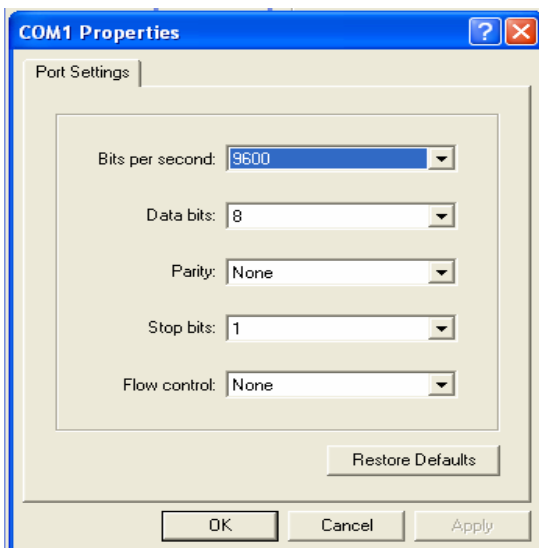 COM1 Properties
Port Settings
Bits per second: 9600
Data bits: 8
Parity: None
Stop bits: 1
Flow control: None
Restore Defaults
OK Cancel Apply